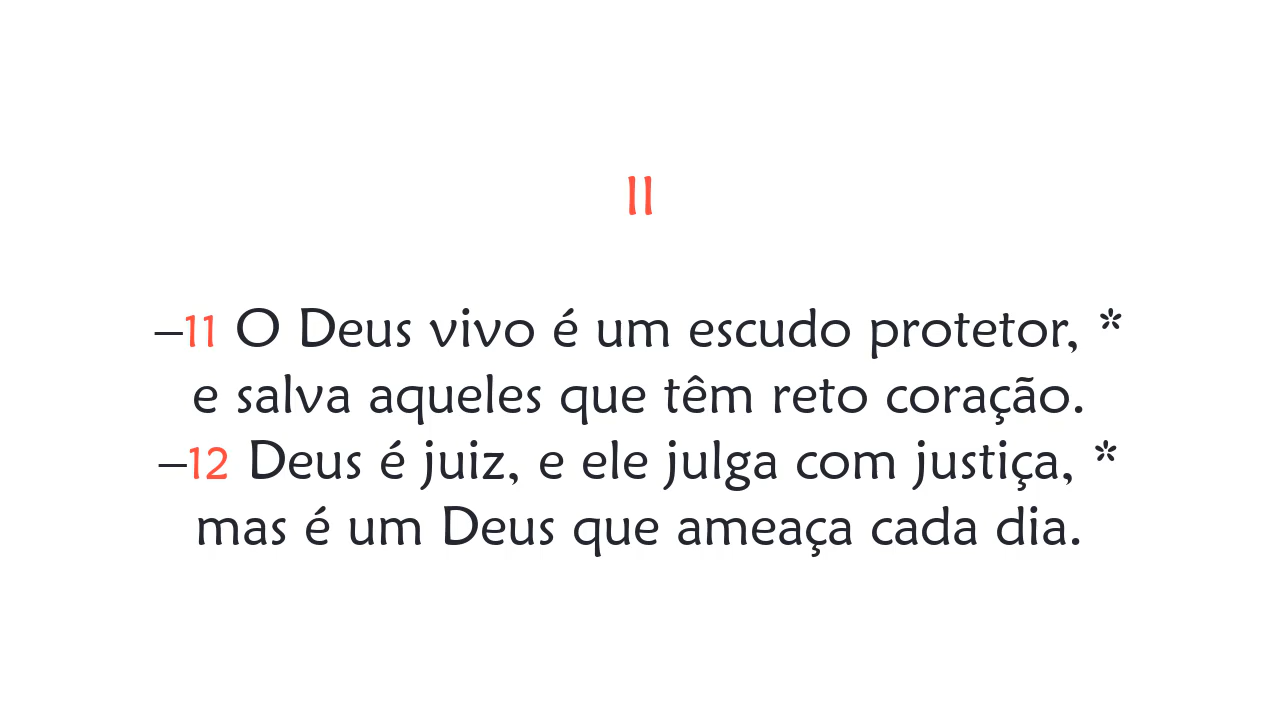 II
–11 O Deus vivo é um escudo protetor, *
e salva aqueles que têm reto coração.
–12 Deus é juiz, e ele julga com justiça, *
mas é um Deus que ameaça cada dia.